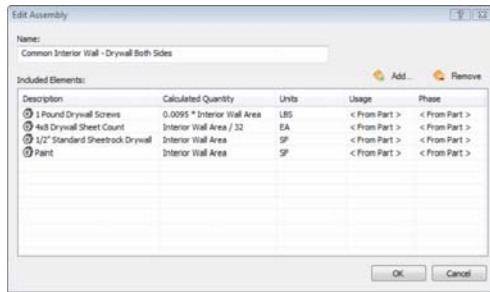 Edit Assembly
Name:
Common Interior Wall - Drywall Both Sides
Included Elements:
Add...
Remove
Description Calculated Quantity Units Usage Phase
1 Pound Drywall Screws 0.0095 * Interior Wall Area LBS < From Part > < From Part >
4x8 Drywall Sheet Count Interior Wall Area / 32 EA < From Part > < From Part >
1/2" Standard Sheetrock Drywall Interior Wall Area SF < From Part > < From Part >
Paint Interior Wall Area SF < From Part > < From Part >
OK Cancel